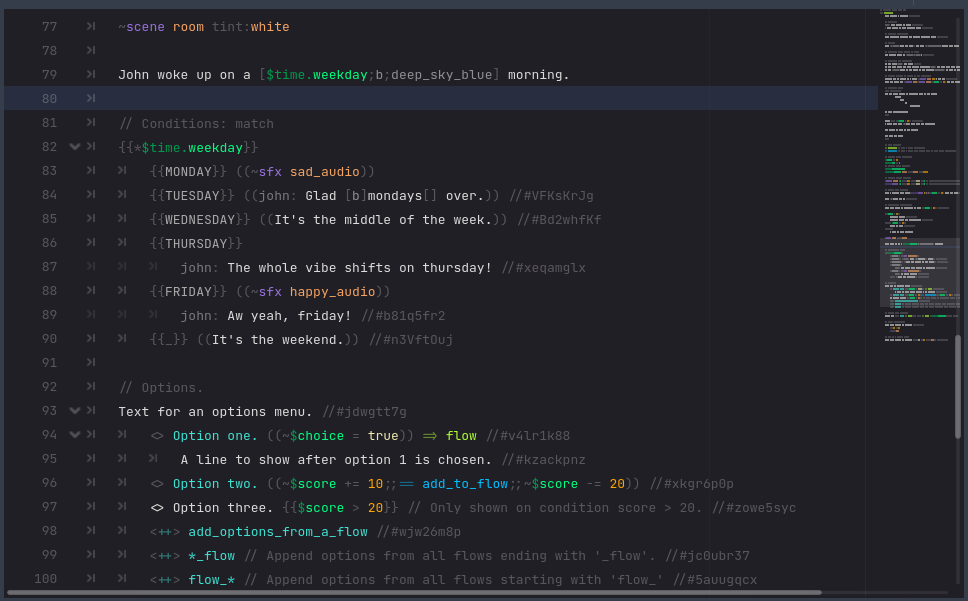 77 ~scene room tint:white
78
79 John woke up on a [$time.weekday;b;deep_sky_blue] morning.
80
81 // Conditions: match
82 {{*$time.weekday}}
83 {{MONDAY}} ((~sfx sad_audio))
84 {{TUESDAY}} ((john: Glad [b]mondays[] over.)) //#VFKsKrJg
85 {{WEDNESDAY}} ((It's the middle of the week.)) //#Bd2whfKf
86 {{THURSDAY}}
87 john: The whole vibe shifts on thursday! //#xeqamglx
88 {{FRIDAY}} ((~sfx happy_audio))
89 john: Aw yeah, friday! //#b81q5fr2
90 {{_}} ((It's the weekend.)) //#n3VftOuj
91
92 // Options.
93 Text for an options menu. //#jdwgtt7g
94 <> Option one. ((~$choice = true)) => flow //#v4lr1k88
95 A line to show after option 1 is chosen. //#kzackpnz
96 <> Option two. ((~$score += 10;;== add_to_flow;;~$score -= 20)) //#xkgr6p0p
97 <> Option three. {{$score > 20}} // Only shown on condition score > 20. //#zowe5syc
98 <++> add_options_from_a_flow //#wjw26m8p
99 <++> *_flow // Append options from all flows ending with '_flow'. //#jc0ubr37
100 <++> flow_* // Append options from all flows starting with 'flow_' //#5auugqcx